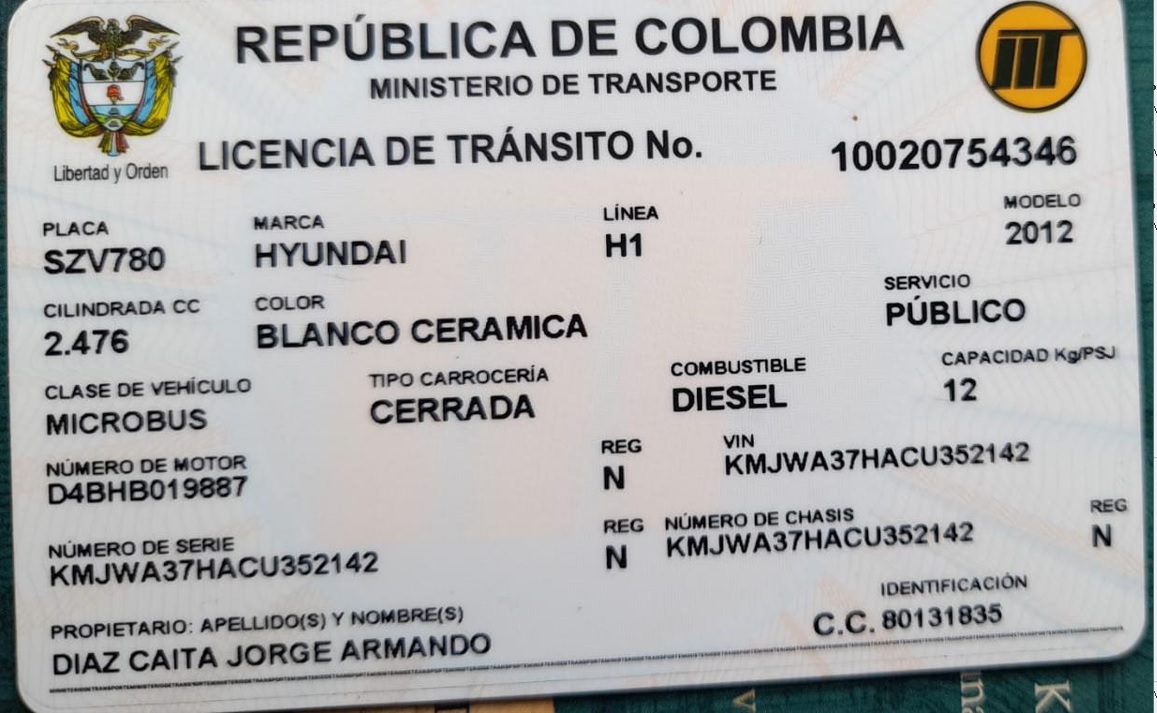 REPÚBLICA DE COLOMBIA
MINISTERIO DE TRANSPORTE
Libertad y Orden
LICENCIA DE TRÁNSITO No. 10020754346
PLACA MARCA LÍNEA MODELO
SZV780 HYUNDAI H1 2012
CILINDRADA CC COLOR SERVICIO
2.476 BLANCO CERAMICA PÚBLICO
CLASE DE VEHÍCULO TIPO CARROCERÍA COMBUSTIBLE CAPACIDAD Kg/PSJ
MICROBUS CERRADA DIESEL 12
NÚMERO DE MOTOR REG VIN
D4BHB019887 N KMJWA37HACU352142
NÚMERO DE SERIE REG NÚMERO DE CHASIS REG
KMJWA37HACU352142 N KMJWA37HACU352142 N
PROPIETARIO: APELLIDO(S) Y NOMBRE(S) IDENTIFICACIÓN
DIAZ CAITA JORGE ARMANDO C.C. 80131835